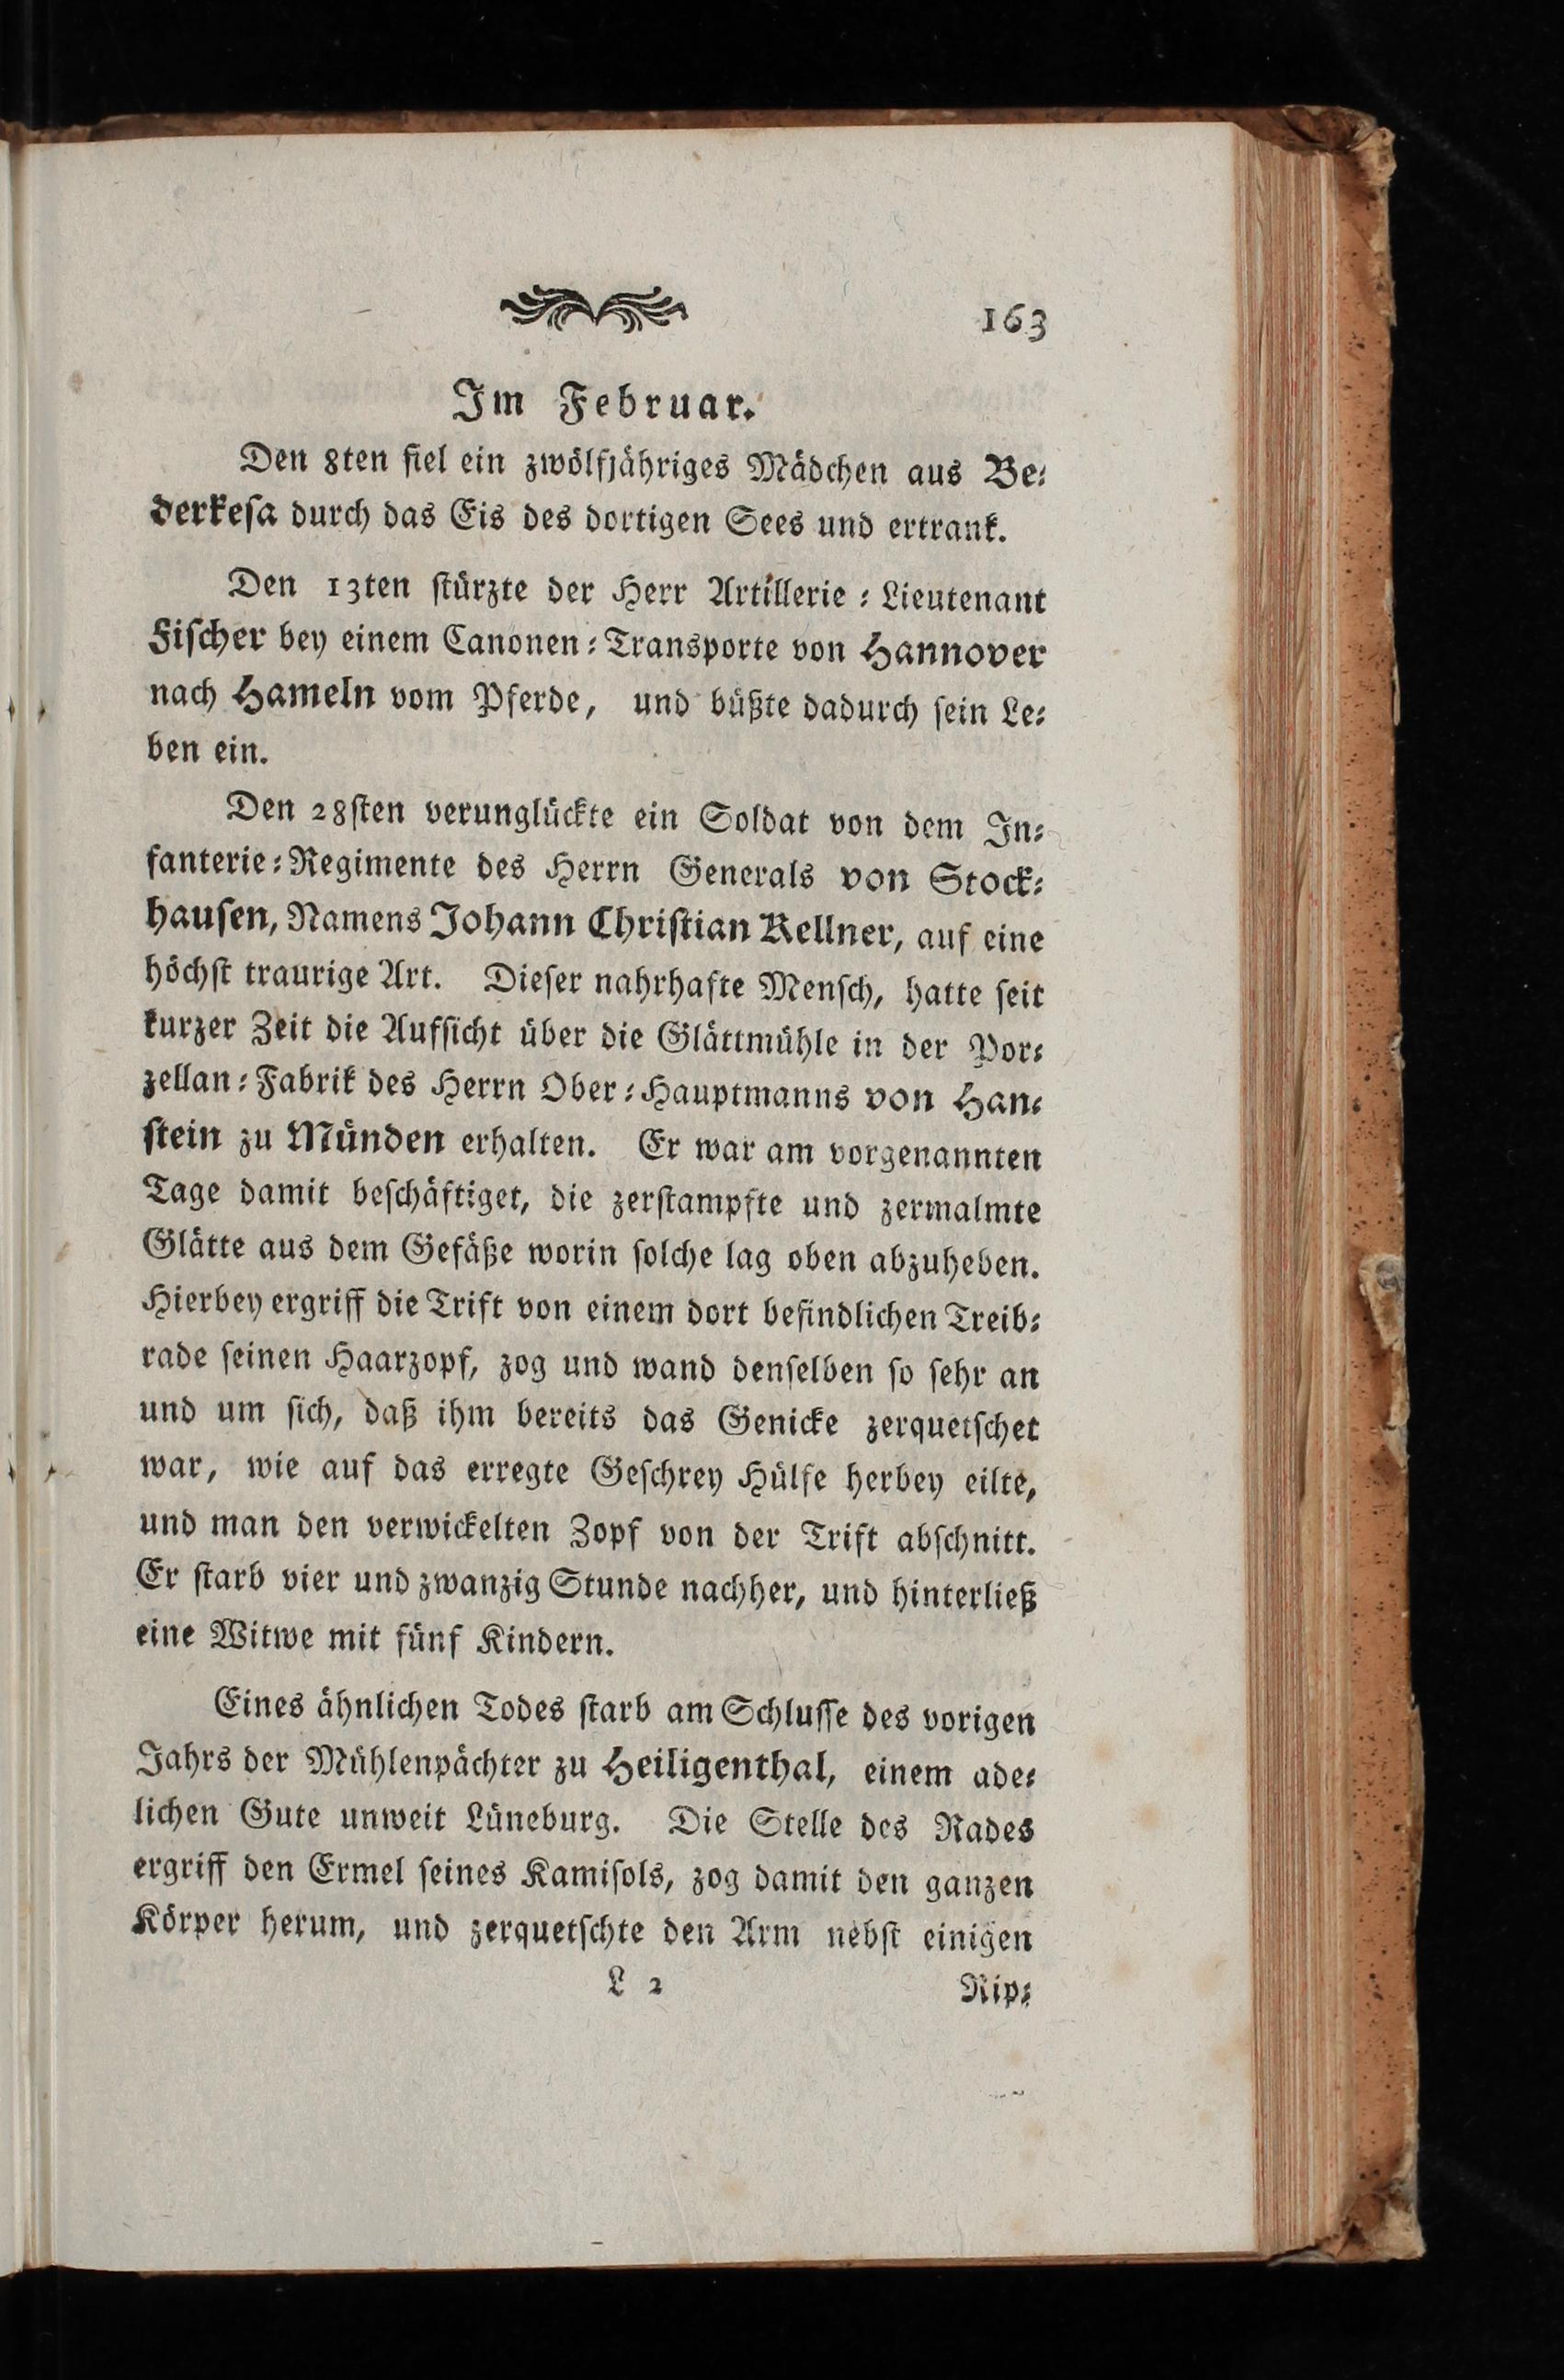 163
Im Februar.
Den 8ten fiel ein zwölfjähriges Mädchen aus Be⸗
derkeſa durch das Eis des dortigen Sees und ertrank.
Den 13ten ſtürzte der Herr Artillerie⸗Lieutenant
Fiſcher bey einem Canonen⸗Transporte von Hannover
nach Hameln vom Pferde, und büßte dadurch ſein Le⸗
ben ein.
Den 28ſten verunglückte ein Soldat von dem In⸗
fanterie⸗Regimente des Herrn Generals von Stock⸗
hauſen, Namens Johann Chriſtian Kellner, auf eine
höchſt traurige Art. Dieſer nahrhafte Menſch, hatte ſeit
kurzer Zeit die Aufſicht über die Glättmühle in der Por⸗
zellan⸗Fabrik des Herrn Ober⸗Hauptmanns von Han⸗
ſtein zu Münden erhalten. Er war am vorgenannten
Tage damit beſchäftiget, die zerſtampfte und zermalmte
Glätte aus dem Gefäße worin ſolche lag oben abzuheben.
Hierbey ergriff die Trift von einem dort befindlichen Treib⸗
rade ſeinen Haarzopf, zog und wand denſelben ſo ſehr an
und um ſich, daß ihm bereits das Genicke zerquetſchet
war, wie auf das erregte Geſchrey Hülfe herbey eilte,
und man den verwickelten Zopf von der Trift abſchnitt.
Er ſtarb vier und zwanzig Stunde nachher, und hinterließ
eine Witwe mit fünf Kindern.
Eines ähnlichen Todes ſtarb am Schluſſe des vorigen
Jahrs der Mühlenpächter zu Heiligenthal, einem ade⸗
lichen Gute unweit Lüneburg. Die Stelle des Rades
ergriff den Ermel ſeines Kamiſols, zog damit den ganzen
Körper herum, und zerquetſchte den Arm nebſt einigen
L 2 Rip⸗